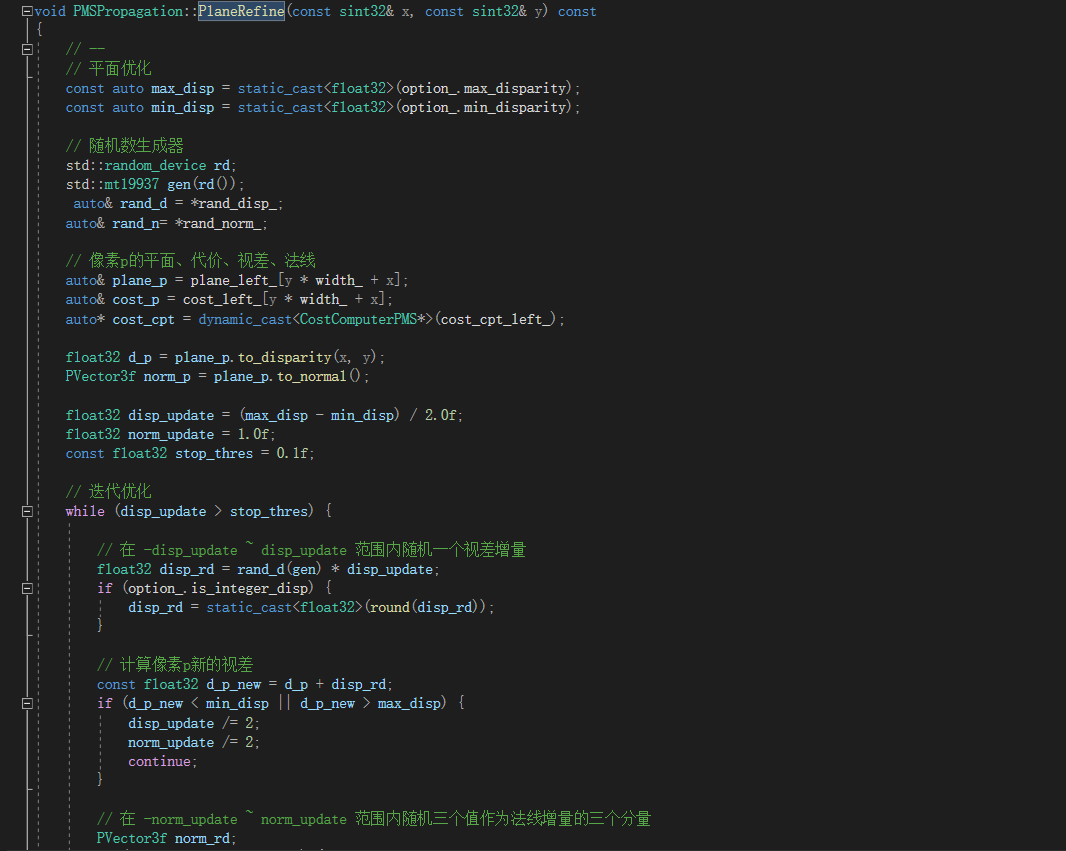 void PMSPropagation::PlaneRefine(const sint32& x, const sint32& y) const
{
// --
// 平面优化
const auto max_disp = static_cast<float32>(option_.max_disparity);
const auto min_disp = static_cast<float32>(option_.min_disparity);
// 随机数生成器
std::random_device rd;
std::mt19937 gen(rd());
auto& rand_d = *rand_disp_;
auto& rand_n= *rand_norm_;
// 像素p的平面、代价、视差、法线
auto& plane_p = plane_left_[y * width_ + x];
auto& cost_p = cost_left_[y * width_ + x];
auto* cost_cpt = dynamic_cast<CostComputerPMS*>(cost_cpt_left_);
float32 d_p = plane_p.to_disparity(x, y);
PVector3f norm_p = plane_p.to_normal();
float32 disp_update = (max_disp - min_disp) / 2.0f;
float32 norm_update = 1.0f;
const float32 stop_thres = 0.1f;
// 迭代优化
while (disp_update > stop_thres) {
// 在 -disp_update ~ disp_update 范围内随机一个视差增量
float32 disp_rd = rand_d(gen) * disp_update;
if (option_.is_integer_disp) {
disp_rd = static_cast<float32>(round(disp_rd));
}
// 计算像素p新的视差
const float32 d_p_new = d_p + disp_rd;
if (d_p_new < min_disp || d_p_new > max_disp) {
disp_update /= 2;
norm_update /= 2;
continue;
}
// 在 -norm_update ~ norm_update 范围内随机三个值作为法线增量的三个分量
PVector3f norm_rd;